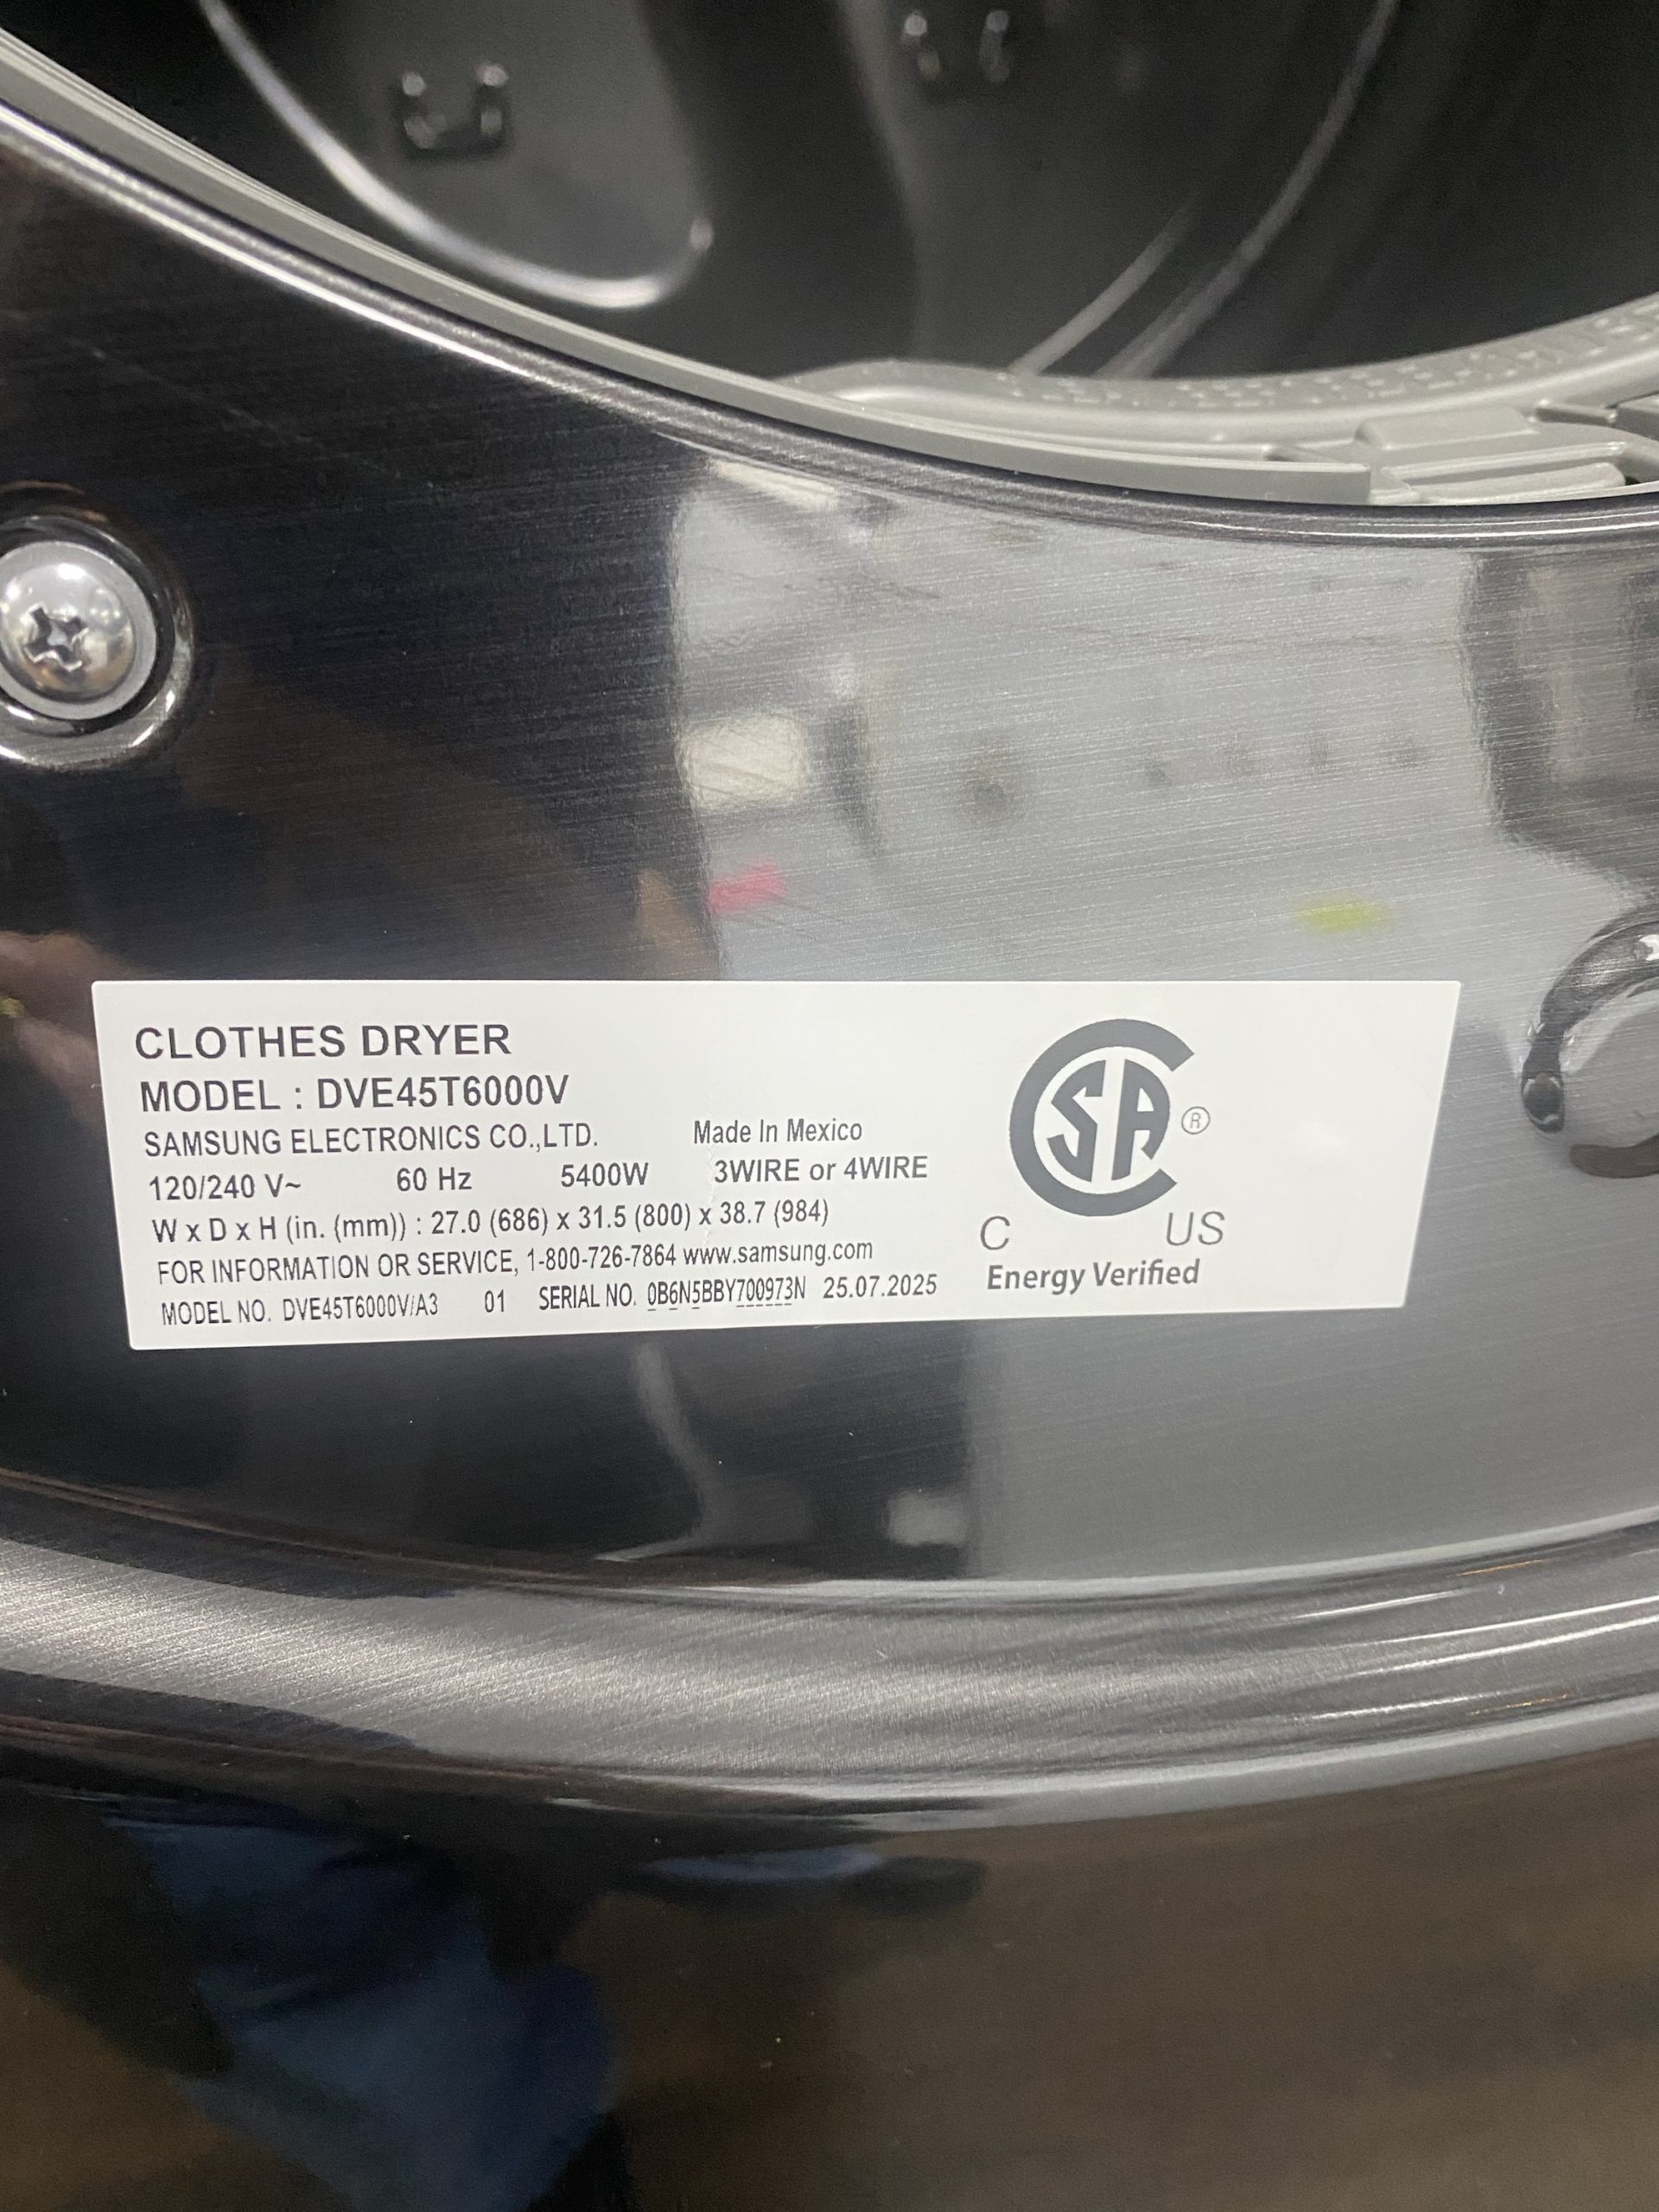 CLOTHES DRYER
MODEL : DVE45T6000V
SAMSUNG ELECTRONICS CO.,LTD. Made In Mexico
120/240 V~ 60 Hz 5400W 3WIRE or 4WIRE
W x D x H (in. (mm)) : 27.0 (686) x 31.5 (800) x 38.7 (984)
FOR INFORMATION OR SERVICE, 1-800-726-7864 www.samsung.com
MODEL NO. DVE45T6000V/A3 01 SERIAL NO. 0B6N5BBY700973N 25.07.2025
SA ®
C US
Energy Verified